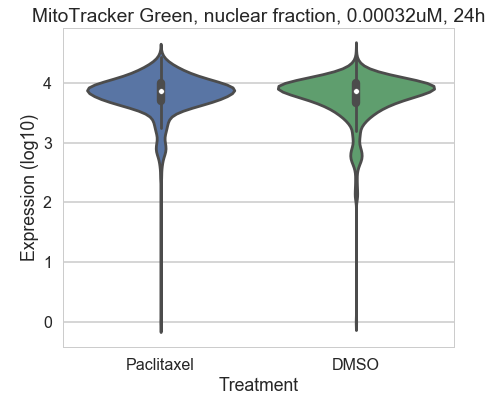 MitoTracker Green, nuclear fraction, 0.00032uM, 24h
4
3
2
1
0
Expression (log10)
Paclitaxel DMSO
Treatment